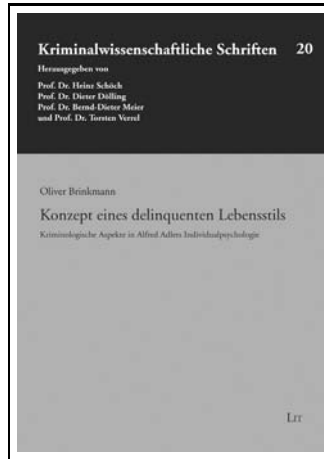 Kriminalwissenschaftliche Schriften 20
Herausgegeben von
Prof. Dr. Heinz Schöch
Prof. Dr. Dieter Dölling
Prof. Dr. Bernd-Dieter Meier
und Prof. Dr. Torsten Verrel
Oliver Brinkmann
Konzept eines delinquenten Lebensstils
Kriminologische Aspekte in Alfred Adlers Individualpsychologie
LIT